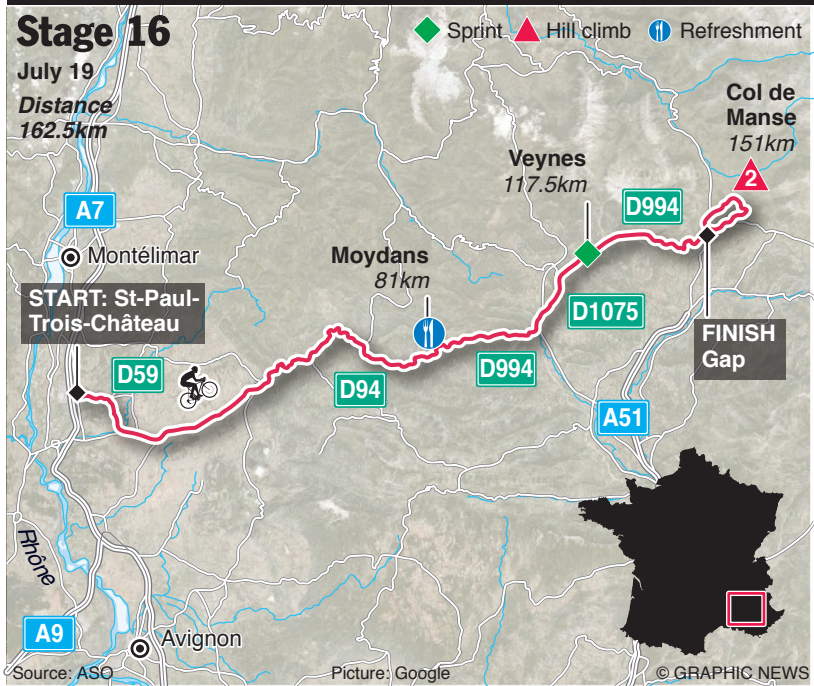 Stage 16
July 19
Distance
162.5km
Sprint
Hill climb
Refreshment
Col de
Manse
151km
2
Veynes
117.5km
D994
A7
Montélimar
Moydans
81km
START: St-Paul-
Trois-Château
D1075
FINISH
Gap
D59
D94
D994
A51
Rhône
A9
Avignon
Source: ASO
Picture: Google
© GRAPHIC NEWS